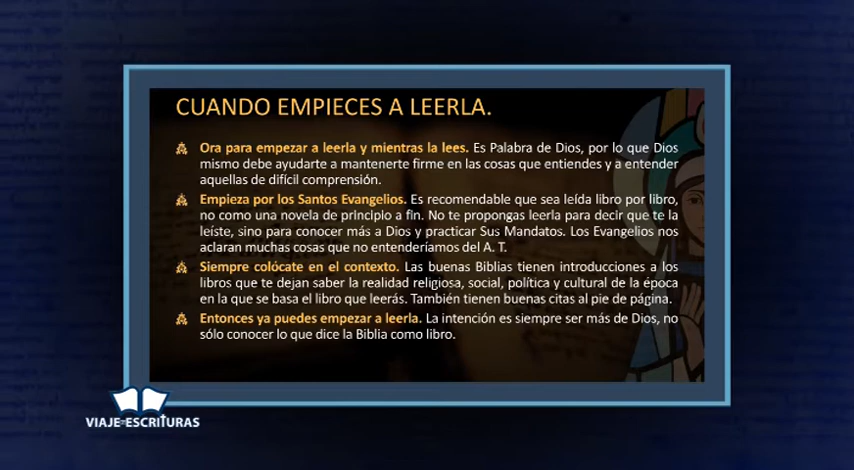 CUANDO EMPIECES A LEERLA.
Ora para empezar a leerla y mientras la lees. Es Palabra de Dios, por lo que Dios
mismo debe ayudarte a mantenerte firme en las cosas que entiendes y a entender
aquellas de difícil comprensión.
Empieza por los Santos Evangelios. Es recomendable que sea leída libro por libro,
no como una novela de principio a fin. No te propongas leerla para decir que te la
leíste, sino para conocer más a Dios y practicar Sus Mandatos. Los Evangelios nos
aclaran muchas cosas que no entenderíamos del A. T.
Siempre colócate en el contexto. Las buenas Biblias tienen introducciones a los
libros que te dejan saber la realidad religiosa, social, política y cultural de la época
en la que se basa el libro que leerás. También tienen buenas citas al pie de página.
Entonces ya puedes empezar a leerla. La intención es siempre ser más de Dios, no
sólo conocer lo que dice la Biblia como libro.
VIAJE ESCRITURAS